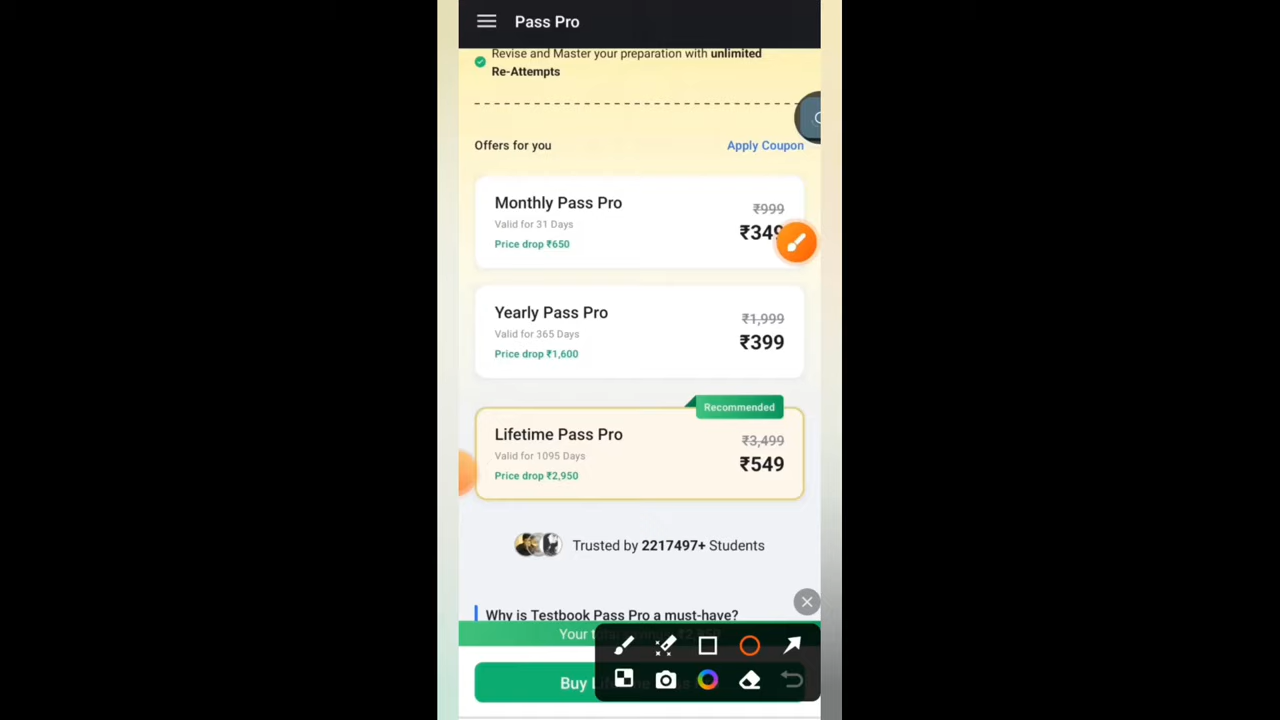 Pass Pro
Revise and Master your preparation with unlimited
Re-Attempts
Offers for you
Apply Coupon
Monthly Pass Pro
₹999
Valid for 31 Days
₹349
Price drop ₹650
Yearly Pass Pro
₹1,999
Valid for 365 Days
₹399
Price drop ₹1,600
Recommended
Lifetime Pass Pro
₹3,499
Valid for 1095 Days
₹549
Price drop ₹2,950
Trusted by 2217497+ Students
Why is Testbook Pass Pro a must-have?
Your
Buy